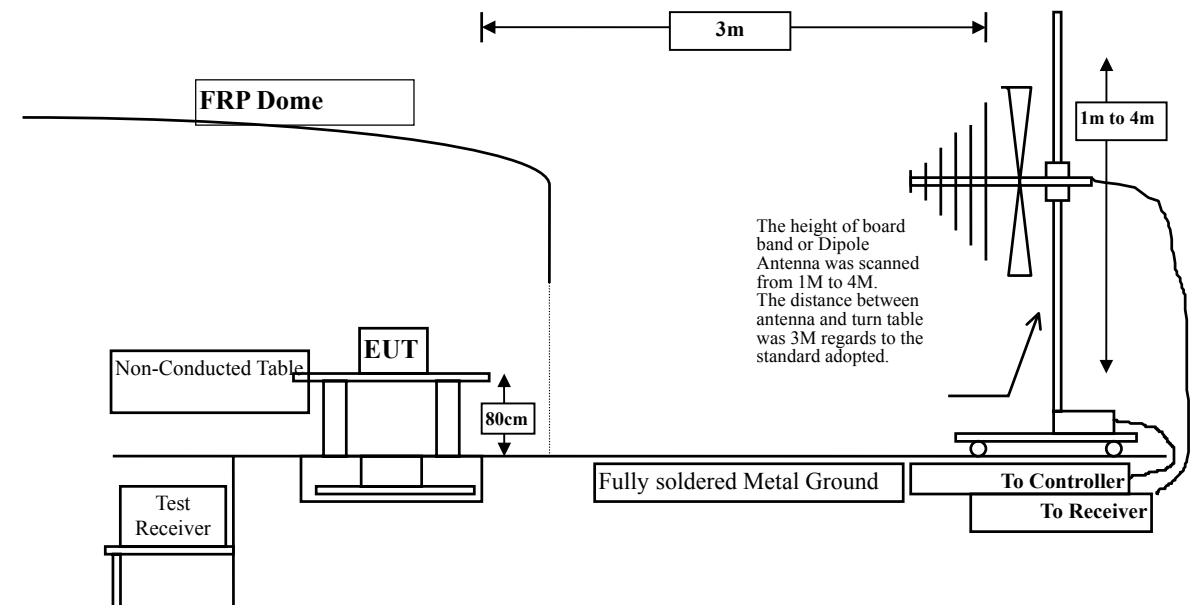 3m
FRP Dome
1m to 4m
The height of board
band or Dipole
Antenna was scanned
from 1M to 4M.
The distance between
antenna and turn table
was 3M regards to the
standard adopted.
EUT
Non-Conducted Table
80cm
Fully soldered Metal Ground
To Controller
To Receiver
Test
Receiver